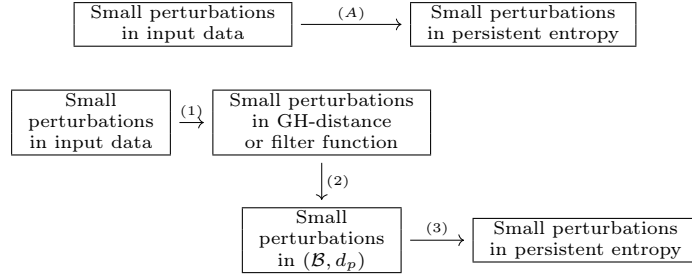 Small perturbations
in input data
(A)
Small perturbations
in persistent entropy
Small
perturbations
in input data
(1)
Small perturbations
in GH-distance
or filter function
(2)
Small
perturbations
in (ℬ, d_p)
(3)
Small perturbations
in persistent entropy